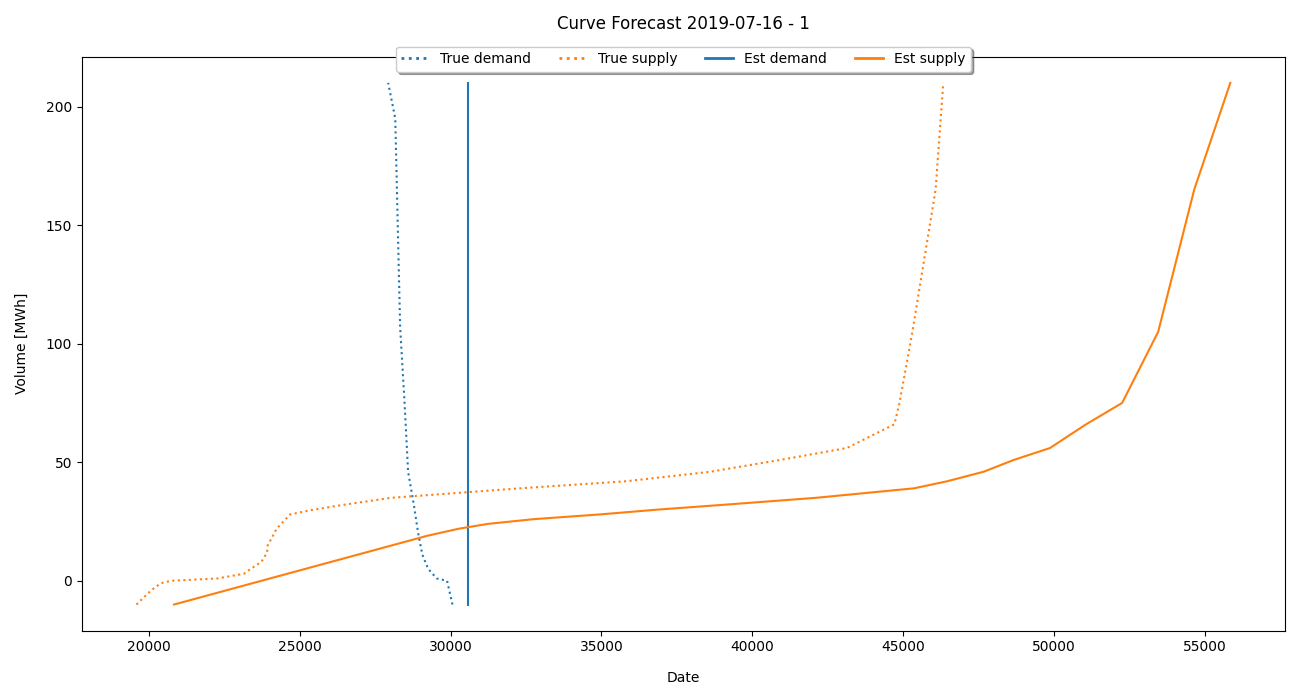 Curve Forecast 2019-07-16 - 1
True demand True supply Est demand Est supply
200
150
100
50
0
Volume [MWh]
20000 25000 30000 35000 40000 45000 50000 55000
Date